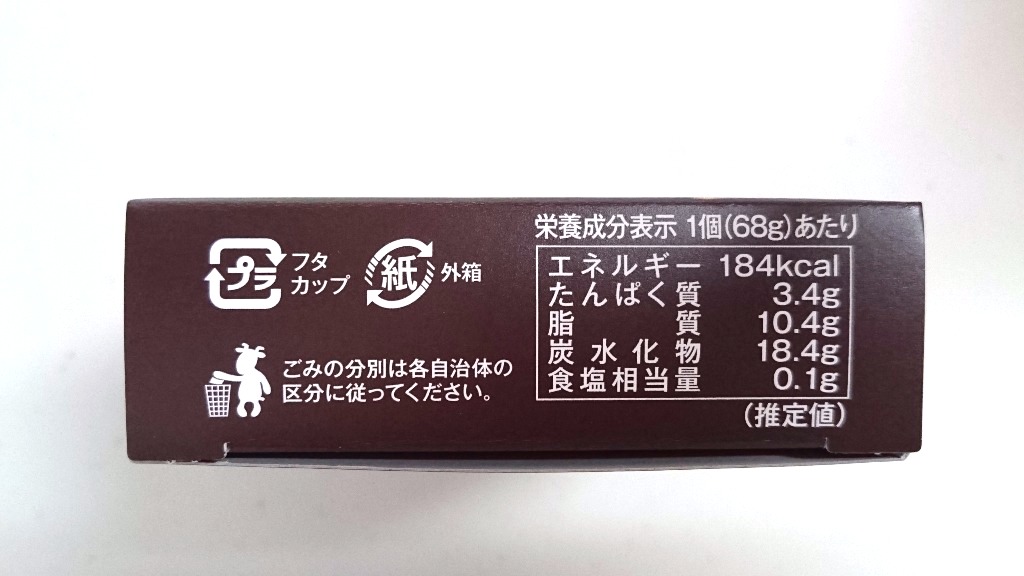 プラ
フタ
カップ
紙
外箱
ごみの分別は各自治体の
区分に従ってください。
栄養成分表示 1個(68g)あたり
エネルギー 184kcal
たんぱく質 3.4g
脂質 10.4g
炭水化物 18.4g
食塩相当量 0.1g
(推定値)